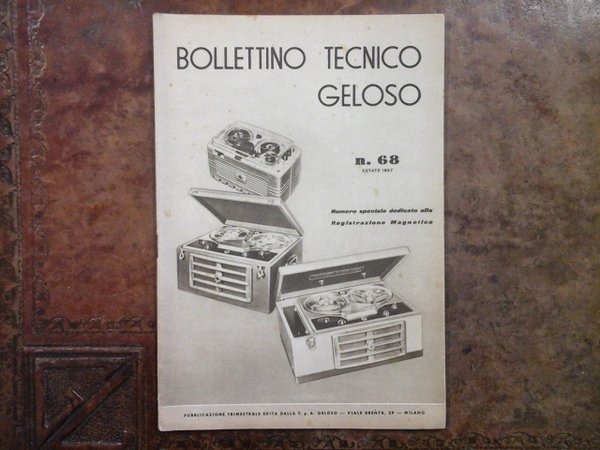 BOLLETTINO TECNICO
GELOSO
n. 68
ESTATE 1957
Numero speciale dedicato alla
Registrazione Magnetica
PUBBLICAZIONE TRIMESTRALE EDITA DALLA S. p. A. GELOSO — VIALE BRENTA, 29 — MILANO